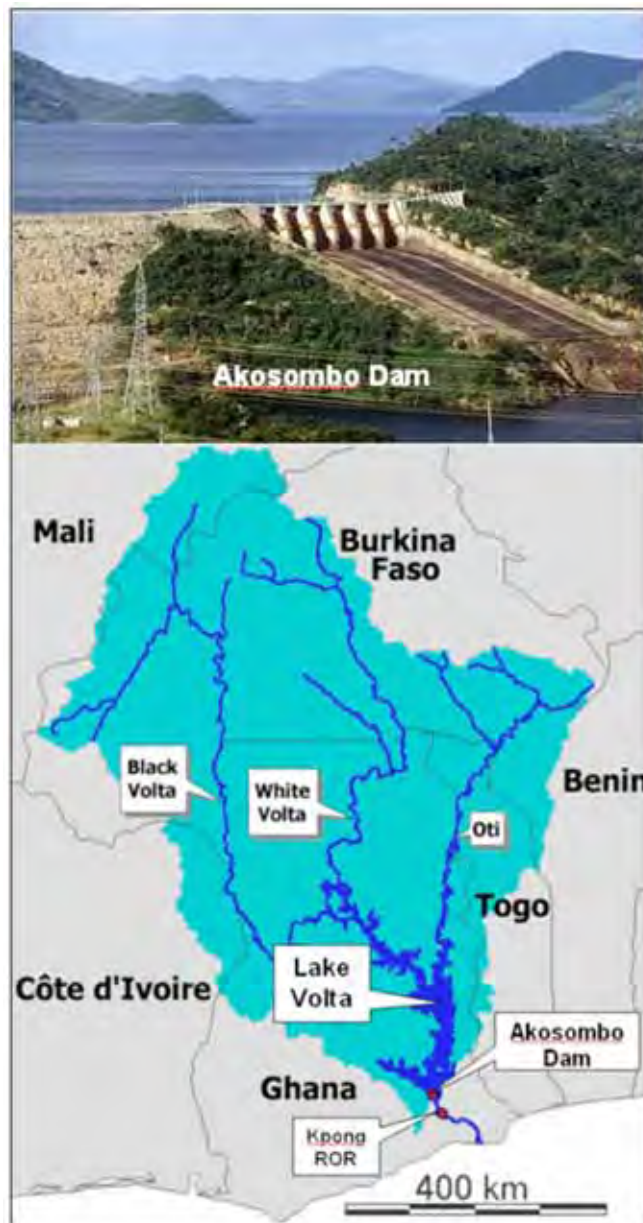 Akosombo Dam
Mali
Burkina
Faso
Black
Volta
White
Volta
Benin
Oti
Togo
Lake
Volta
Côte d'Ivoire
Akosombo
Dam
Ghana
Kpong
ROR
400 km